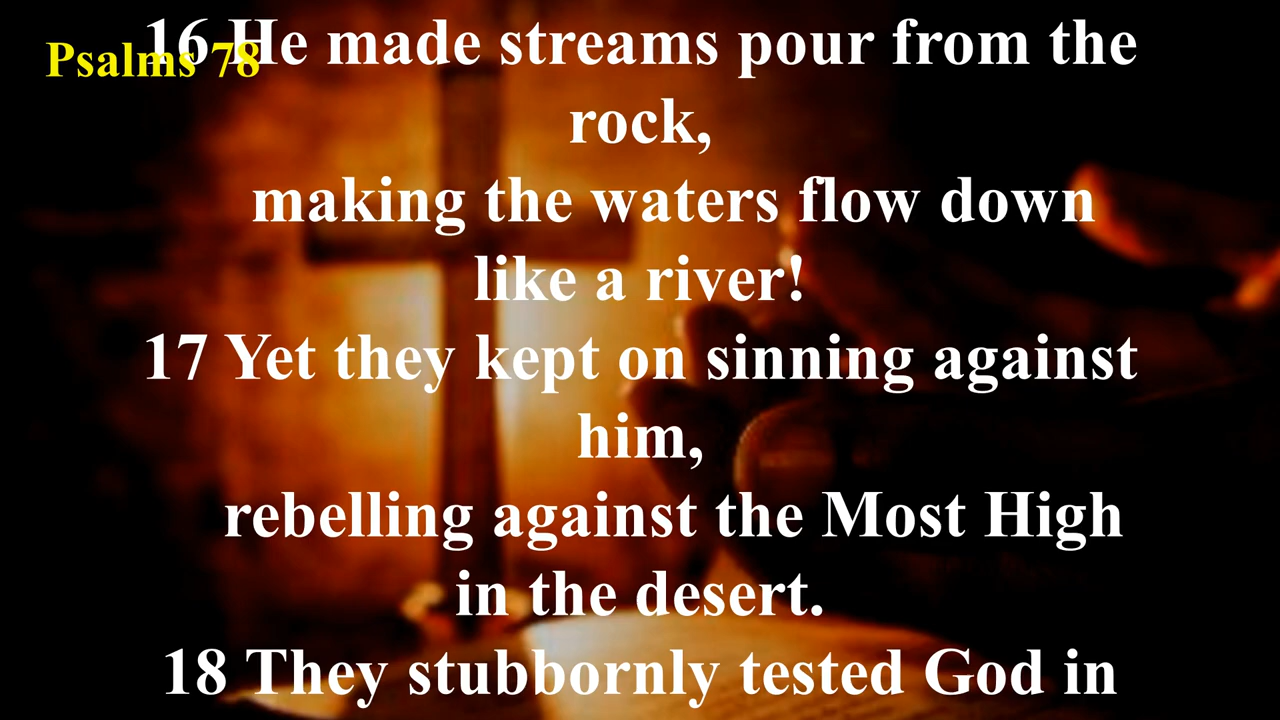 Psalms 78
16 He made streams pour from the
rock,
making the waters flow down
like a river!
17 Yet they kept on sinning against
him,
rebelling against the Most High
in the desert.
18 They stubbornly tested God in